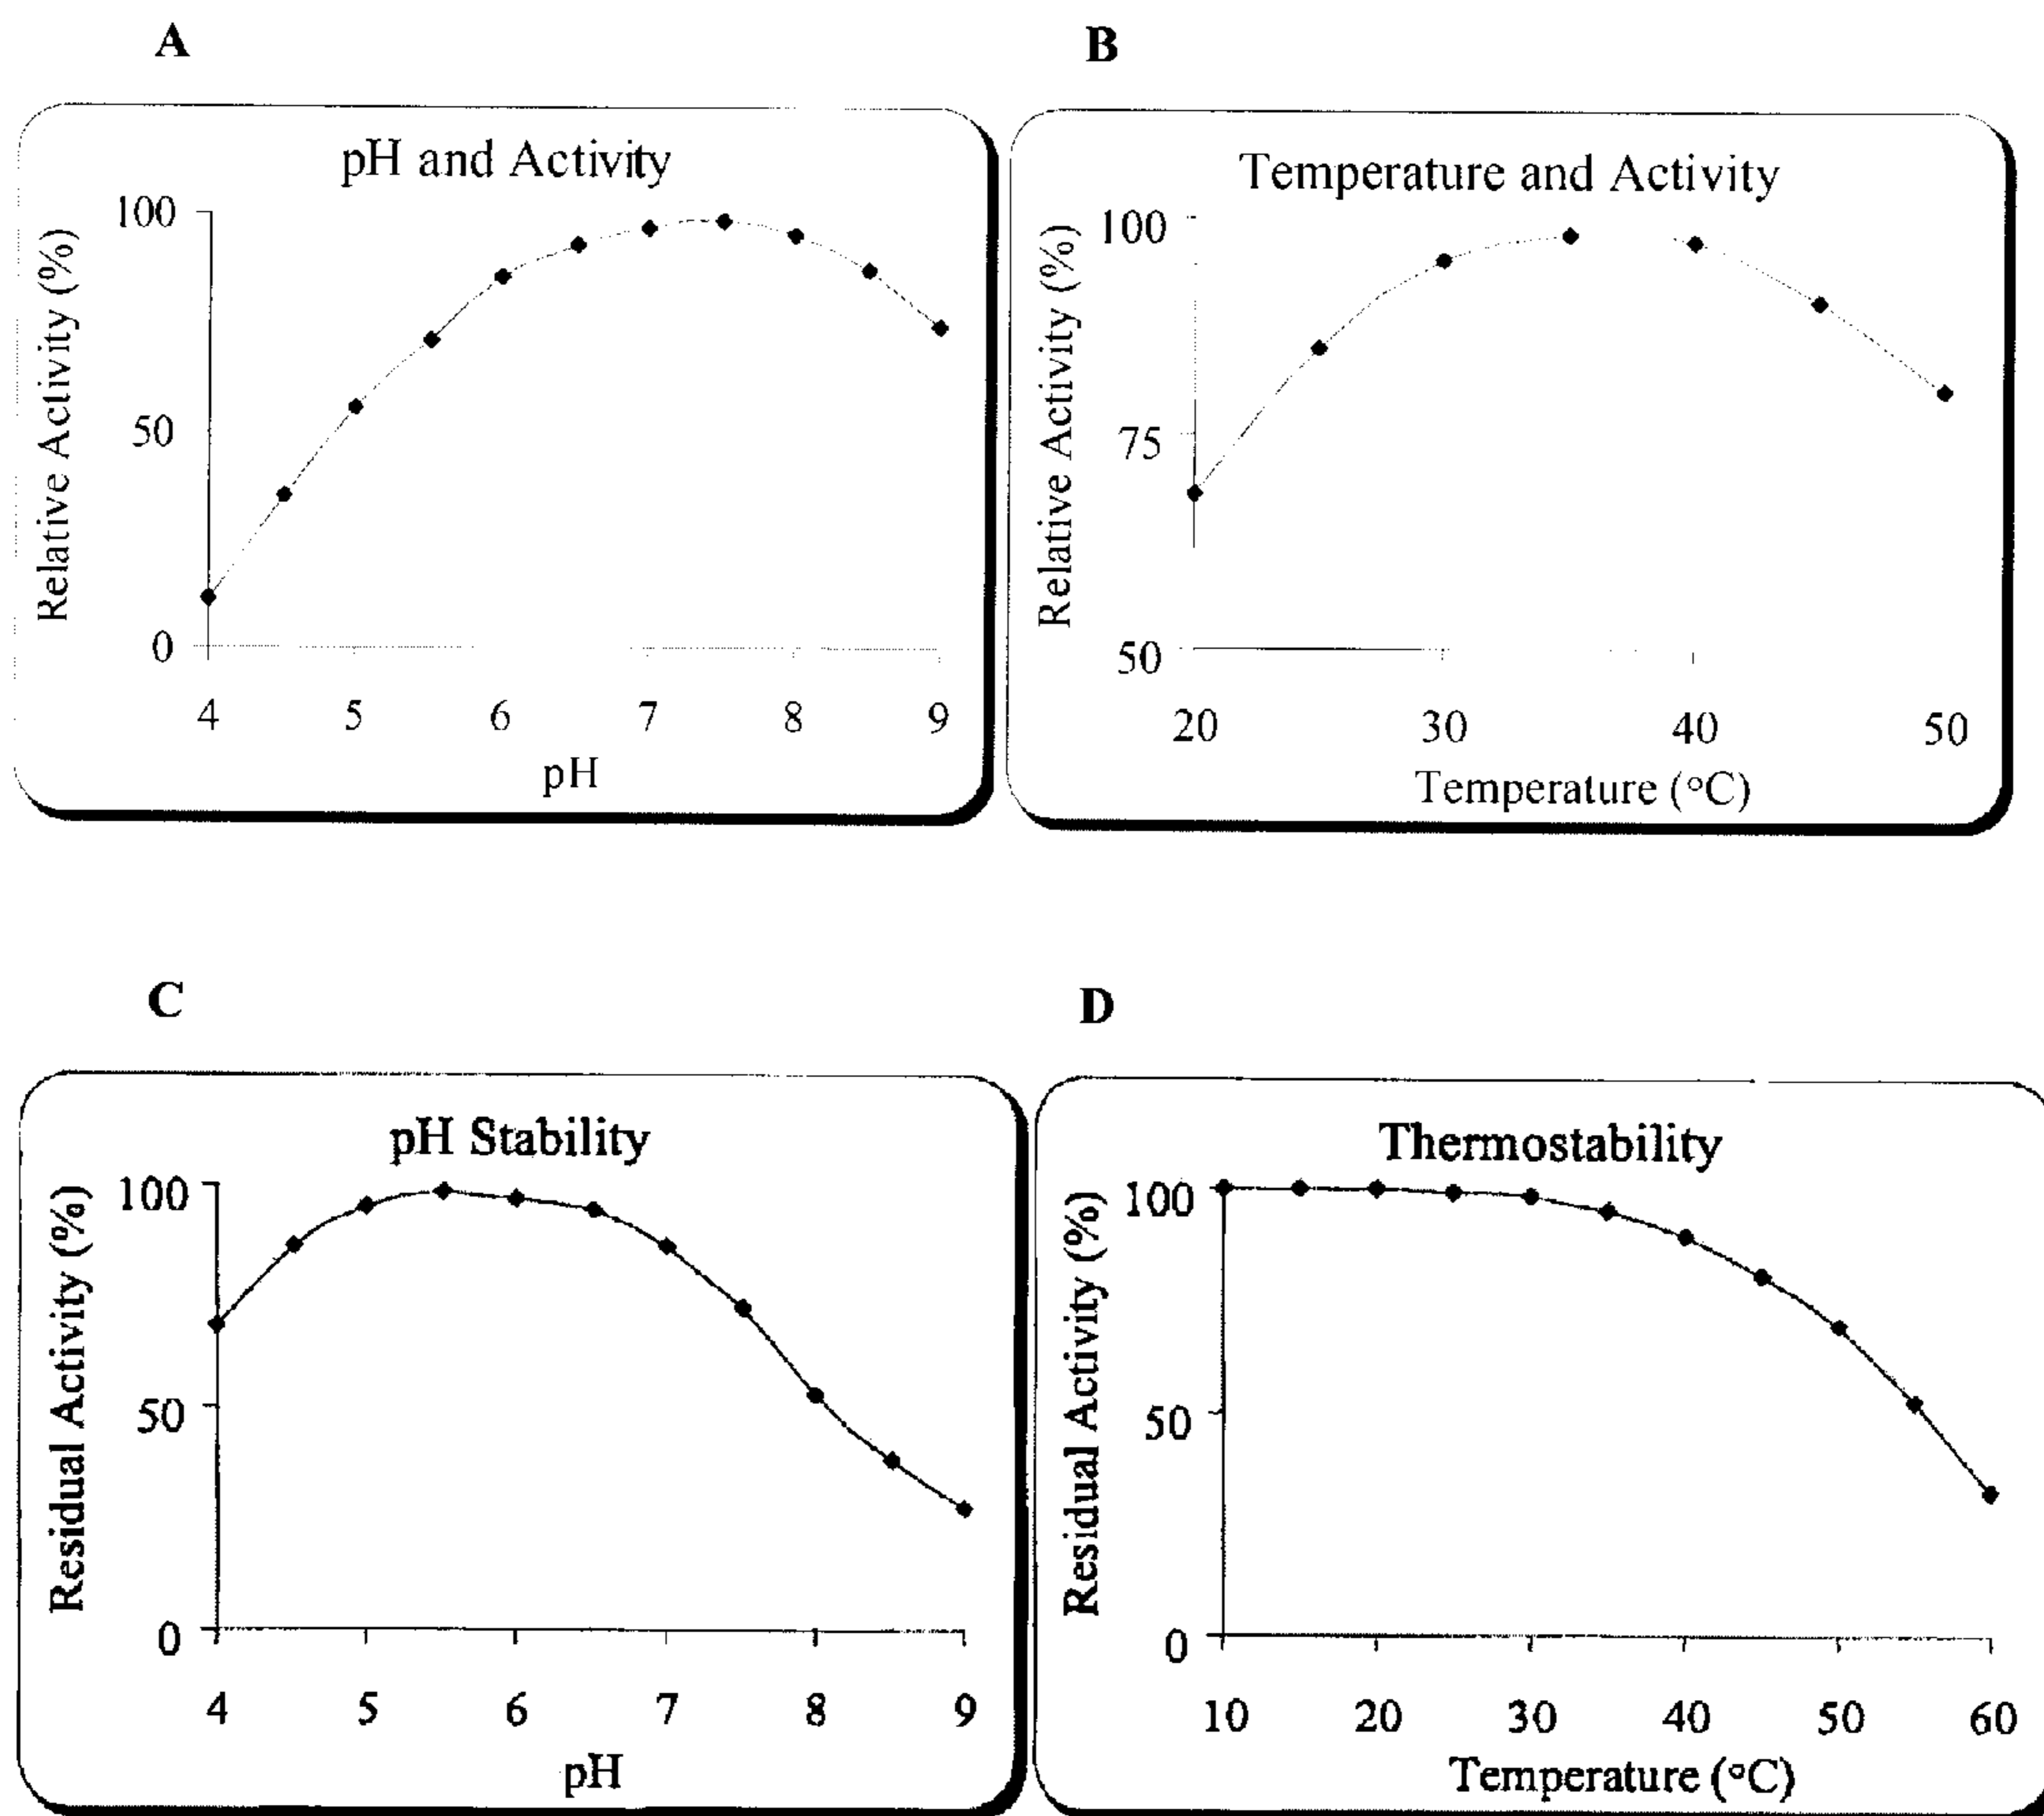 A
pH and Activity
Relative Activity (%)
100
50
0
4 5 6 7 8 9
pH
B
Temperature and Activity
Relative Activity (%)
100
75
50
20 30 40 50
Temperature (°C)
C
pH Stability
Residual Activity (%)
100
50
0
4 5 6 7 8 9
pH
D
Thermostability
Residual Activity (%)
100
50
0
10 20 30 40 50 60
Temperature (°C)